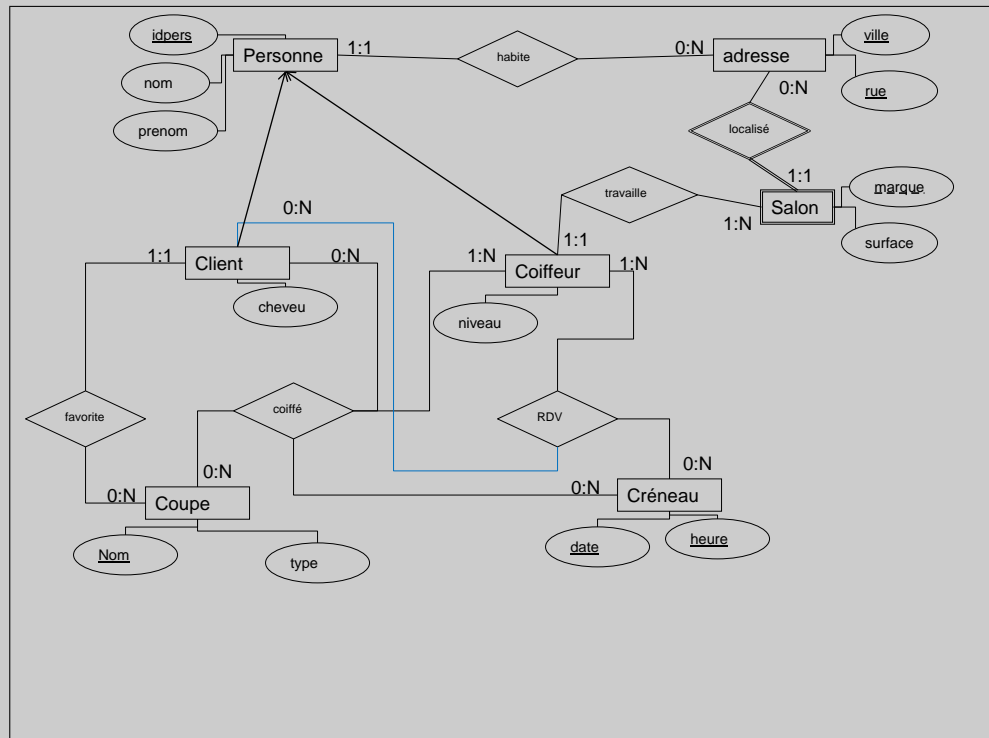 idpers
Personne
1:1
habite
0:N
adresse
ville
nom
rue
prenom
0:N
localisé
1:1
travaille
marque
Salon
1:N
surface
0:N
1:1
Client
0:N
1:N
Coiffeur
1:1
1:N
cheveu
niveau
favorite
coiffé
RDV
0:N
0:N
0:N
0:N
Coupe
Créneau
Nom
type
date
heure